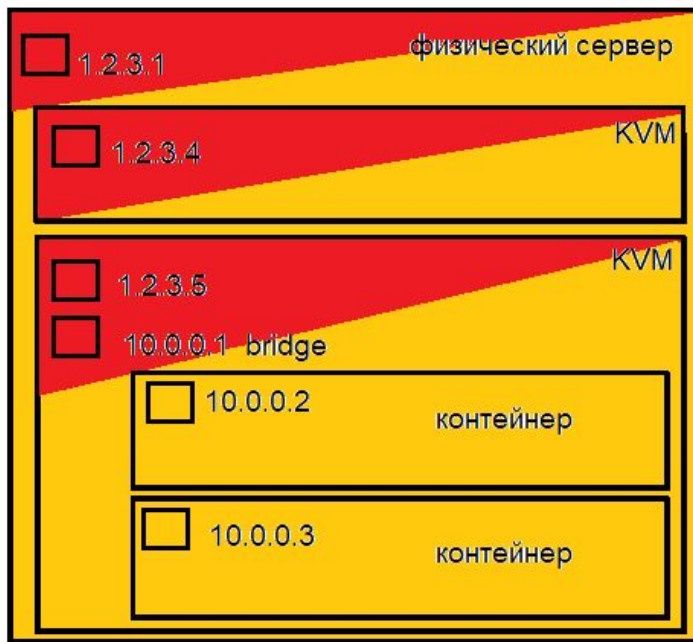 физический сервер
1.2.3.1
KVM
1.2.3.4
KVM
1.2.3.5
10.0.0.1 bridge
10.0.0.2
контейнер
10.0.0.3
контейнер